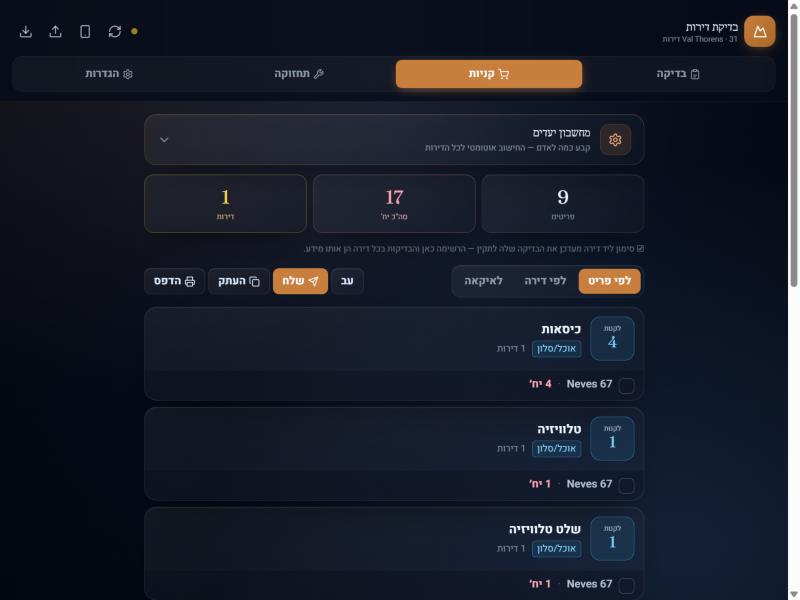 בדיקת דירות
Val Thorens · 31 דירות
בדיקה
קניות
תחזוקה
הגדרות
מחשבון יעדים
קבע כמה לאדם — החישוב אוטומטי לכל הדירות
9
פריטים
17
סה"כ יח'
1
דירות
☑ סימון ליד דירה מעדכן את הבדיקה שלה לתקין — הרשימה כאן והבדיקות בכל דירה הן אותו מידע.
לפי פריט
לפי דירה
לאיקאה
עב
שלח
העתק
הדפס
לקנות
4
כיסאות
אוכל/סלון
1 דירות
Neves 67 · 4 יח'
לקנות
1
טלוויזיה
אוכל/סלון
1 דירות
Neves 67 · 1 יח'
לקנות
1
שלט טלוויזיה
אוכל/סלון
1 דירות
Neves 67 · 1 יח'